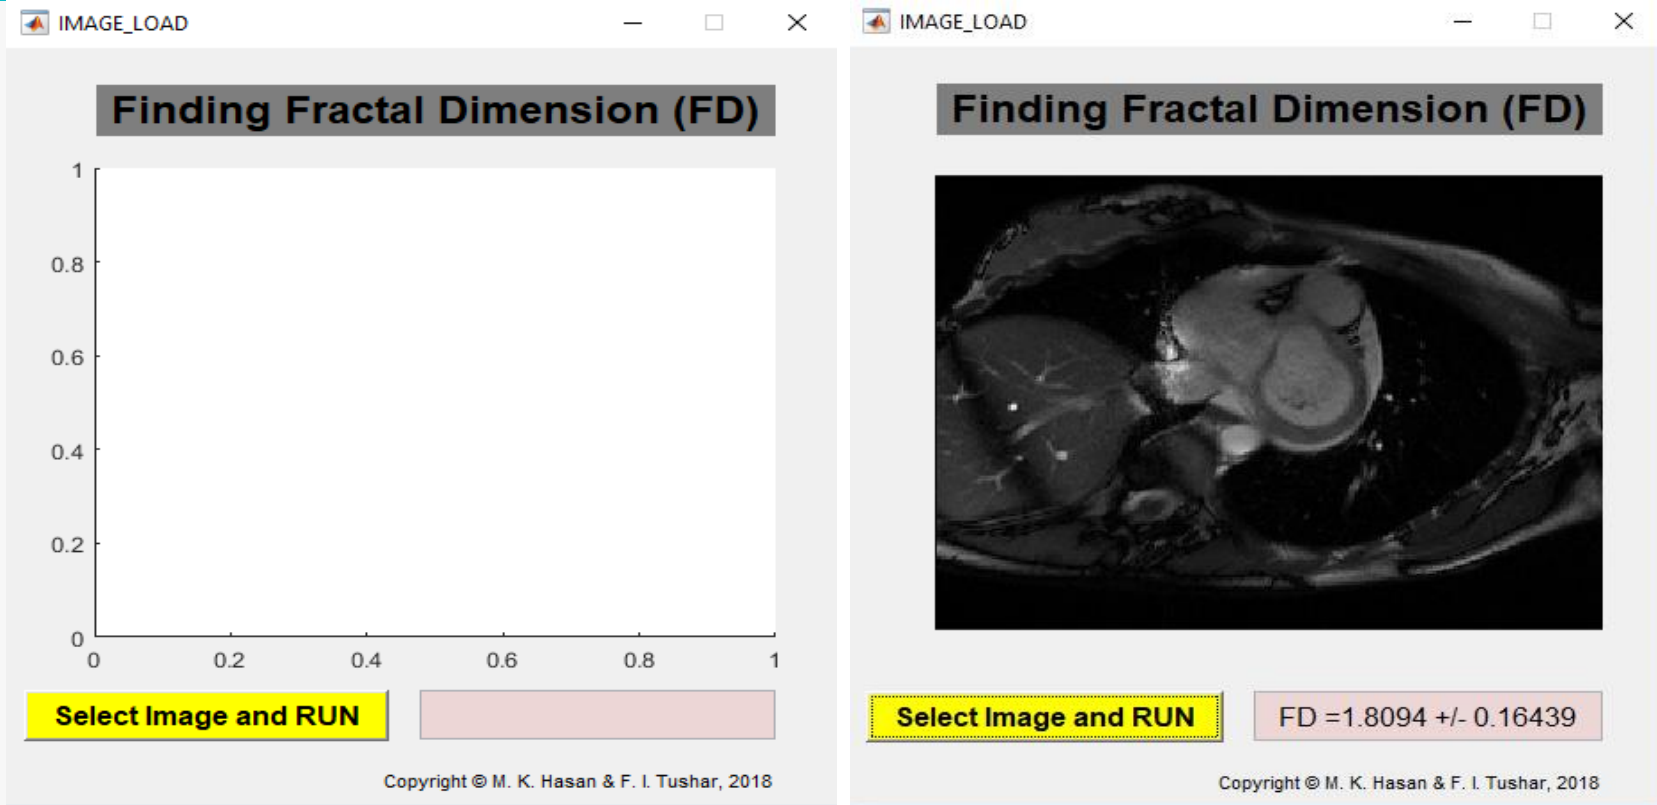 IMAGE_LOAD
Finding Fractal Dimension (FD)
1
0.8
0.6
0.4
0.2
0
0 0.2 0.4 0.6 0.8 1
Select Image and RUN
Copyright © M. K. Hasan & F. I. Tushar, 2018
IMAGE_LOAD
Finding Fractal Dimension (FD)
Select Image and RUN
FD =1.8094 +/- 0.16439
Copyright © M. K. Hasan & F. I. Tushar, 2018